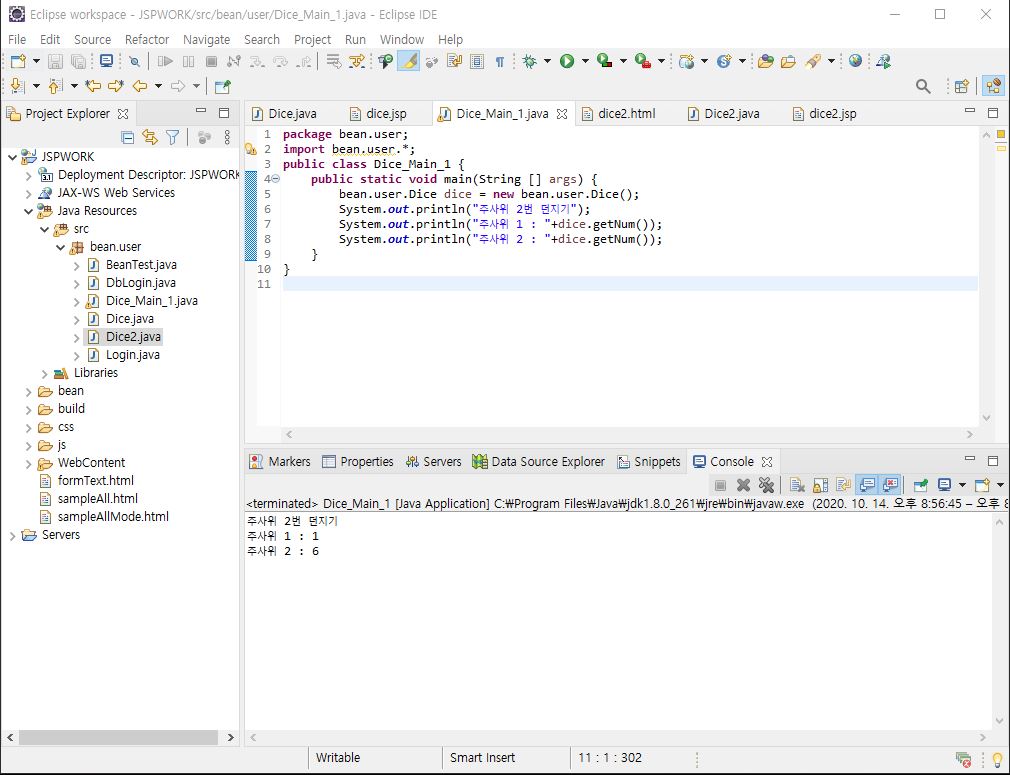 Eclipse workspace - JSPWORK/src/bean/user/Dice_Main_1.java - Eclipse IDE
File Edit Source Refactor Navigate Search Project Run Window Help
Project Explorer
JSPWORK
Deployment Descriptor: JSPWORK
JAX-WS Web Services
Java Resources
src
bean.user
BeanTest.java
DbLogin.java
Dice_Main_1.java
Dice.java
Dice2.java
Login.java
Libraries
bean
build
css
js
WebContent
formText.html
sampleAll.html
sampleAllMode.html
Servers
Dice.java dice.jsp Dice_Main_1.java dice2.html Dice2.java dice2.jsp
1 package bean.user;
2 import bean.user.*;
3 public class Dice_Main_1 {
4 public static void main(String [] args) {
5 bean.user.Dice dice = new bean.user.Dice();
6 System.out.println("주사위 2번 던지기");
7 System.out.println("주사위 1 : "+dice.getNum());
8 System.out.println("주사위 2 : "+dice.getNum());
9 }
10 }
11
Markers Properties Servers Data Source Explorer Snippets Console
<terminated> Dice_Main_1 [Java Application] C:₩Program Files₩Java₩jdk1.8.0_261₩jre₩bin₩javaw.exe (2020. 10. 14. 오후 8:56:45 – 오후 8
주사위 2번 던지기
주사위 1 : 1
주사위 2 : 6
Writable Smart Insert 11 : 1 : 302